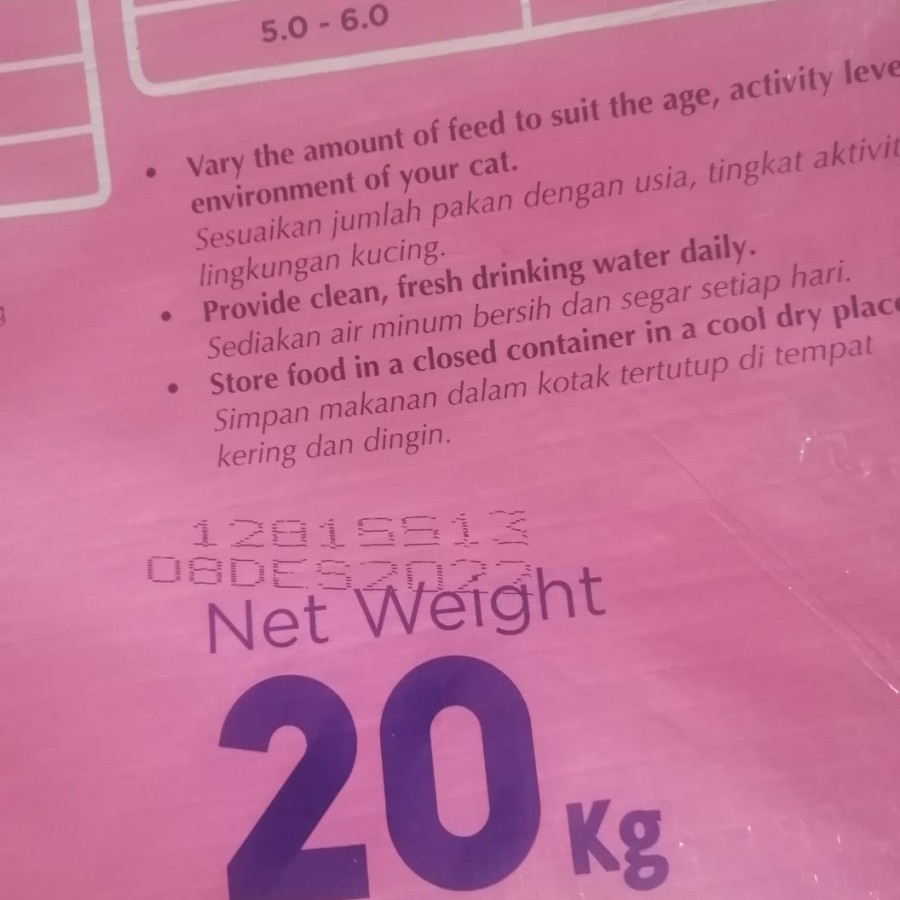 5.0 - 6.0
• Vary the amount of feed to suit the age, activity leve
environment of your cat.
Sesuaikan jumlah pakan dengan usia, tingkat aktivit
lingkungan kucing.
• Provide clean, fresh drinking water daily.
Sediakan air minum bersih dan segar setiap hari.
• Store food in a closed container in a cool dry place
Simpan makanan dalam kotak tertutup di tempat
kering dan dingin.
Net Weight
20 Kg